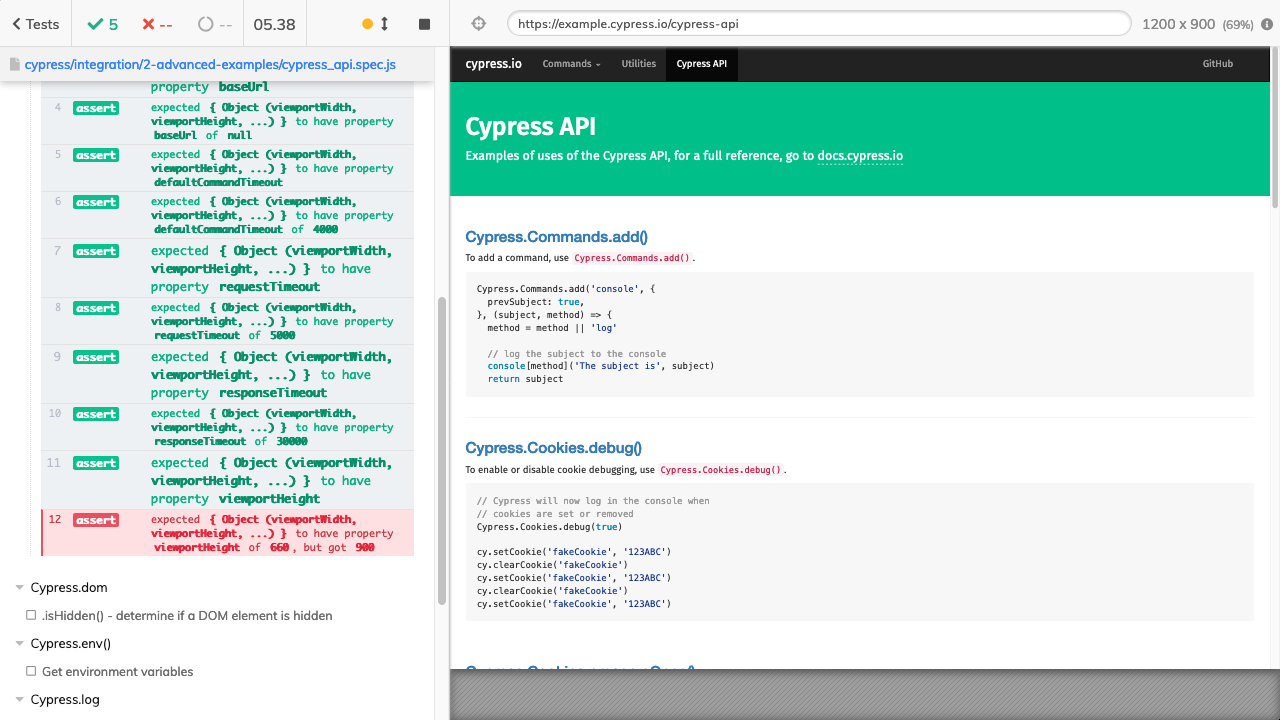 Tests
5
--
--
05.38
https://example.cypress.io/cypress-api
1200 x 900 (69%)
cypress/integration/2-advanced-examples/cypress_api.spec.js
property baseUrl
4 assert expected { Object (viewportWidth,
viewportHeight, ...) } to have property
baseUrl of null
5 assert expected { Object (viewportWidth,
viewportHeight, ...) } to have property
defaultCommandTimeout
6 assert expected { Object (viewportWidth,
viewportHeight, ...) } to have property
defaultCommandTimeout of 4000
7 assert expected { Object (viewportWidth,
viewportHeight, ...) } to have
property requestTimeout
8 assert expected { Object (viewportWidth,
viewportHeight, ...) } to have property
requestTimeout of 5000
9 assert expected { Object (viewportWidth,
viewportHeight, ...) } to have
property responseTimeout
10 assert expected { Object (viewportWidth,
viewportHeight, ...) } to have property
responseTimeout of 30000
11 assert expected { Object (viewportWidth,
viewportHeight, ...) } to have
property viewportHeight
12 assert expected { Object (viewportWidth,
viewportHeight, ...) } to have property
viewportHeight of 660, but got 900
Cypress.dom
.isHidden() - determine if a DOM element is hidden
Cypress.env()
Get environment variables
Cypress.log
cypress.io Commands Utilities Cypress API GitHub
Cypress API
Examples of uses of the Cypress API, for a full reference, go to docs.cypress.io
Cypress.Commands.add()
To add a command, use Cypress.Commands.add().
Cypress.Commands.add('console', {
prevSubject: true,
}, (subject, method) => {
method = method || 'log'
// log the subject to the console
console[method]('The subject is', subject)
return subject
Cypress.Cookies.debug()
To enable or disable cookie debugging, use Cypress.Cookies.debug().
// Cypress will now log in the console when
// cookies are set or removed
Cypress.Cookies.debug(true)
cy.setCookie('fakeCookie', '123ABC')
cy.clearCookie('fakeCookie')
cy.setCookie('fakeCookie', '123ABC')
cy.clearCookie('fakeCookie')
cy.setCookie('fakeCookie', '123ABC')